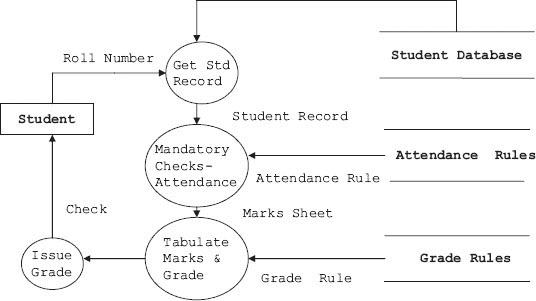 Roll Number
Get Std
Record
Student Database
Student
Student Record
Mandatory
Checks-
Attendance
Attendance Rules
Attendance Rule
Check
Marks Sheet
Issue
Grade
Tabulate
Marks &
Grade
Grade Rules
Grade Rule